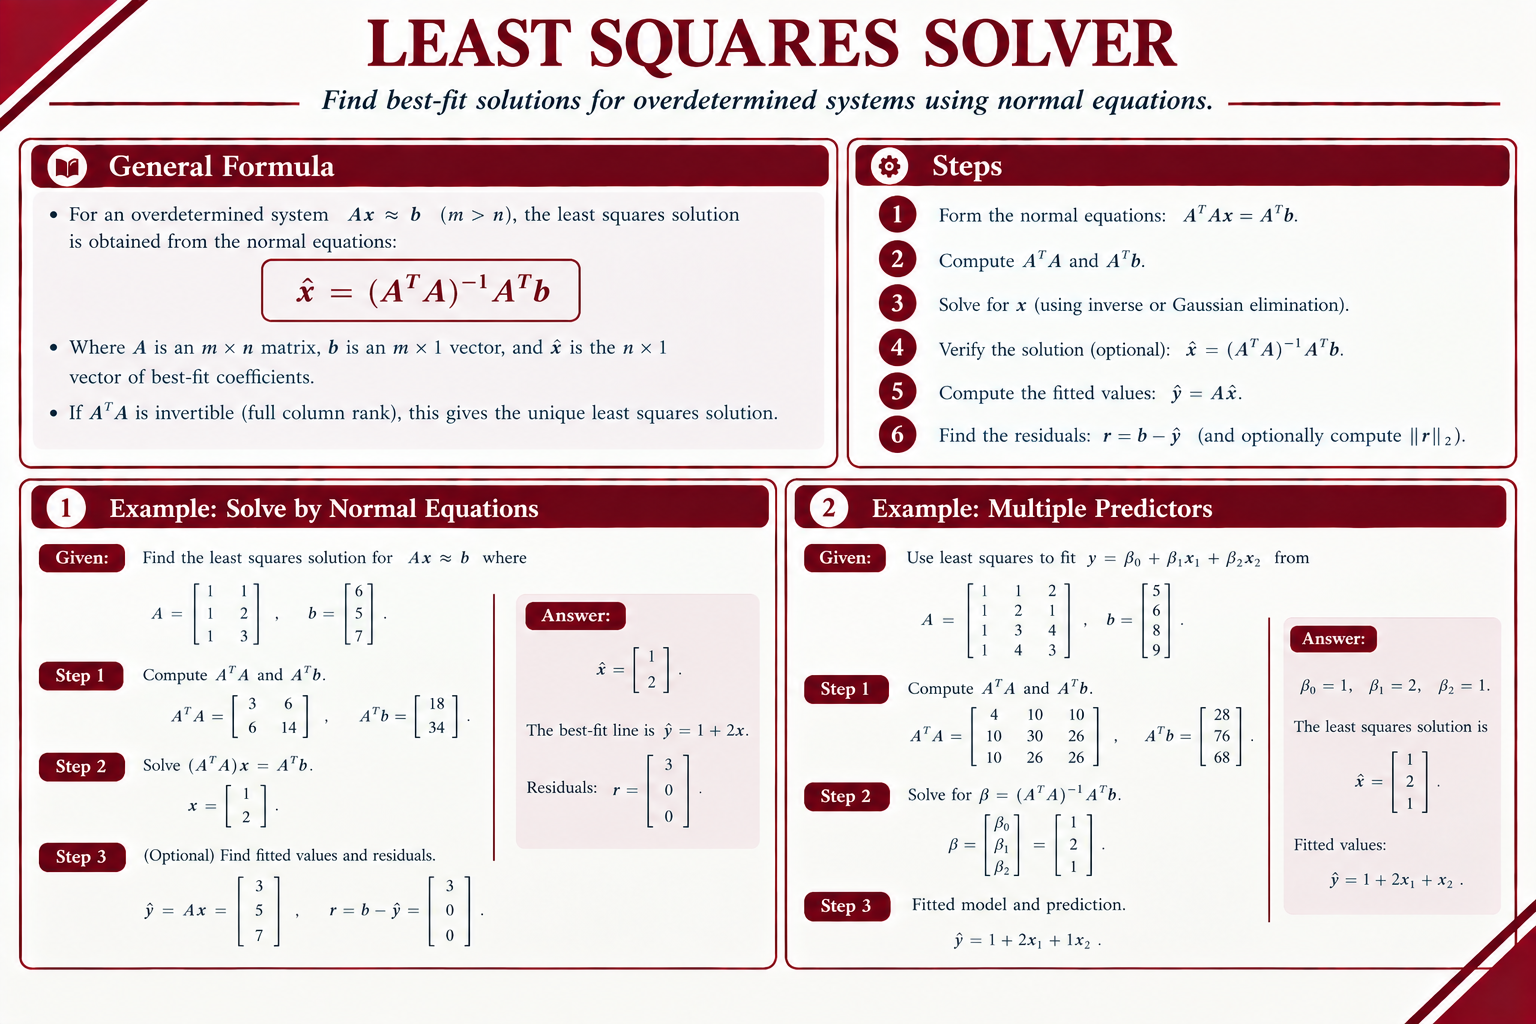 LEAST SQUARES SOLVER
Find best-fit solutions for overdetermined systems using normal equations.
General Formula
• For an overdetermined system Ax ≈ b (m > n), the least squares solution
is obtained from the normal equations:
x̂ = (AᵀA)⁻¹Aᵀb
• Where A is an m × n matrix, b is an m × 1 vector, and x̂ is the n × 1
vector of best-fit coefficients.
• If AᵀA is invertible (full column rank), this gives the unique least squares solution.
Steps
1 Form the normal equations: AᵀAx = Aᵀb.
2 Compute AᵀA and Aᵀb.
3 Solve for x (using inverse or Gaussian elimination).
4 Verify the solution (optional): x̂ = (AᵀA)⁻¹Aᵀb.
5 Compute the fitted values: ŷ = Ax̂.
6 Find the residuals: r = b − ŷ (and optionally compute ||r||₂).
1 Example: Solve by Normal Equations
Given: Find the least squares solution for Ax ≈ b where
A = [1 1; 1 2; 1 3], b = [6; 5; 7].
Step 1 Compute AᵀA and Aᵀb.
AᵀA = [3 6; 6 14], Aᵀb = [18; 34].
Step 2 Solve (AᵀA)x = Aᵀb.
x = [1; 2].
Step 3 (Optional) Find fitted values and residuals.
ŷ = Ax = [3; 5; 7], r = b − ŷ = [3; 0; 0].
Answer:
x̂ = [1; 2].
The best-fit line is ŷ = 1 + 2x.
Residuals: r = [3; 0; 0].
2 Example: Multiple Predictors
Given: Use least squares to fit y = β₀ + β₁x₁ + β₂x₂ from
A = [1 1 2; 1 2 1; 1 3 4; 1 4 3], b = [5; 6; 8; 9].
Step 1 Compute AᵀA and Aᵀb.
AᵀA = [4 10 10; 10 30 26; 10 26 26], Aᵀb = [28; 76; 68].
Step 2 Solve for β = (AᵀA)⁻¹Aᵀb.
β = [β₀; β₁; β₂] = [1; 2; 1].
Step 3 Fitted model and prediction.
ŷ = 1 + 2x₁ + 1x₂.
Answer:
β₀ = 1, β₁ = 2, β₂ = 1.
The least squares solution is
x̂ = [1; 2; 1].
Fitted values:
ŷ = 1 + 2x₁ + x₂.